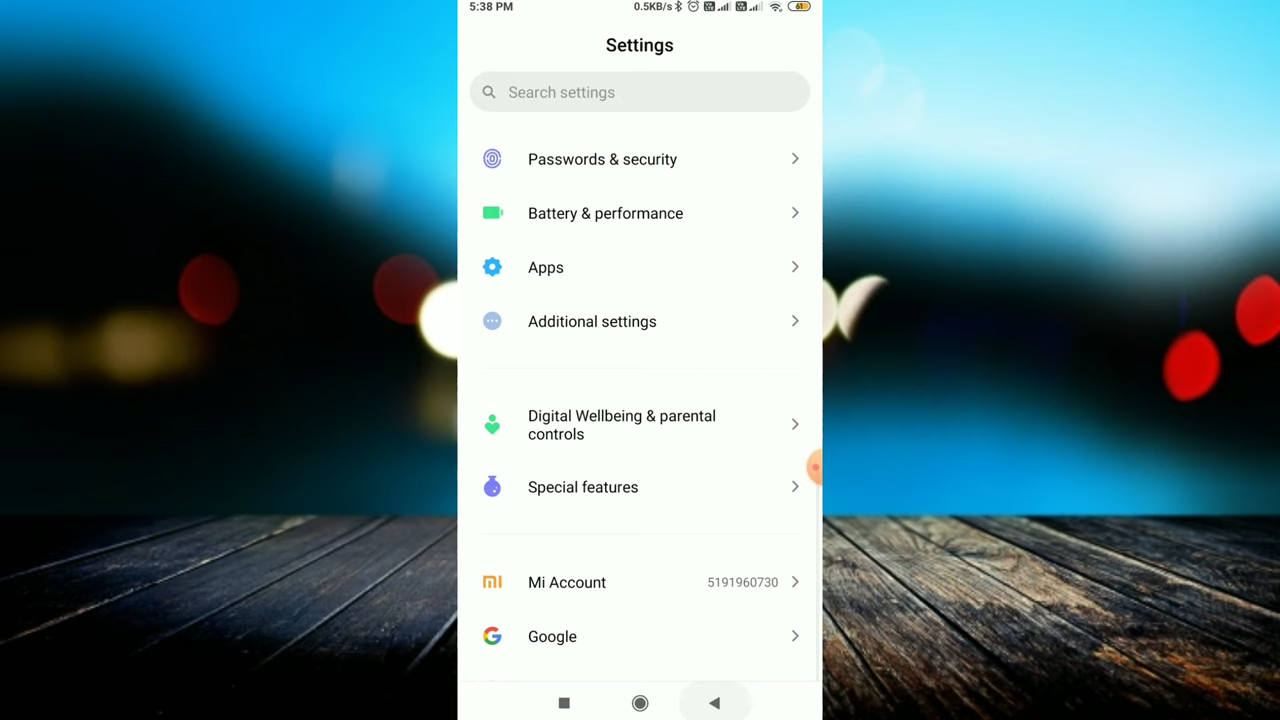 5:38 PM 0.5KB/s 61
Settings
Search settings
Passwords & security
Battery & performance
Apps
Additional settings
Digital Wellbeing & parental
controls
Special features
Mi Account 5191960730
Google